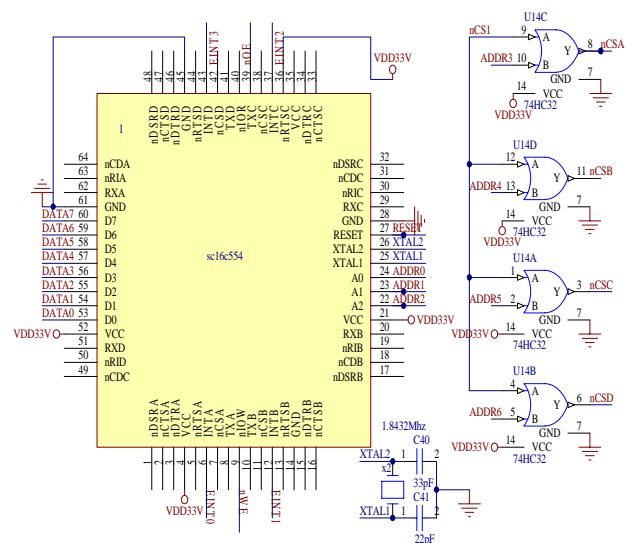 EINT3
nOE
EINT2
VDD33V
48 47 46 45 44 43 42 41 40 39 38 37 36 35 34 33
nDSRD nCTSD nDTRD GND nRTSD INTD nCSD TXD nIOR TXC nCSC INTC nRTSC VCC nDTRC nCTSC
1
64 nCDA
63 nRIA
62 RXA
61 GND
DATA7 60 D7
DATA6 59 D6
DATA5 58 D5
DATA4 57 D4
DATA3 56 D3
DATA2 55 D2
DATA1 54 D1
DATA0 53 D0
VDD33V 52 VCC
51 RXD
50 nRID
49 nCDC
sc16c554
nDSRC 32
nCDC 31
nRIC 30
RXC 29
GND 28
RESET 27 RESET
XTAL2 26 XTAL2
XTAL1 25 XTAL1
A0 24 ADDR0
A1 23 ADDR1
A2 22 ADDR2
VCC 21 VDD33V
RXB 20
nRIB 19
nCDB 18
nDSRB 17
nDSRA nCTSA nDTRA VCC nRTSA INTA nCSA TXA nIOW TXB nCSB INTB nRTSB GND nDTRB nCTSB
1 2 3 4 5 6 7 8 9 10 11 12 13 14 15 16
VDD33V
EINT0
nWE
EINT1
1.8432Mhz
XTAL2 1 C40 2
x2
33pF
XTAL1 1 C41 2
22pF
U14C
nCS1 9 A
Y 8 nCSA
ADDR3 10 B
GND 7
14 VCC
VDD33V 74HC32
U14D
12 A
Y 11 nCSB
ADDR4 13 B
GND 7
14 VCC
VDD33V 74HC32
U14A
1 A
Y 3 nCSC
ADDR5 2 B
GND 7
VDD33V 14 VCC
74HC32
U14B
4 A
Y 6 nCSD
ADDR6 5 B
GND 7
VDD33V 14 VCC
74HC32